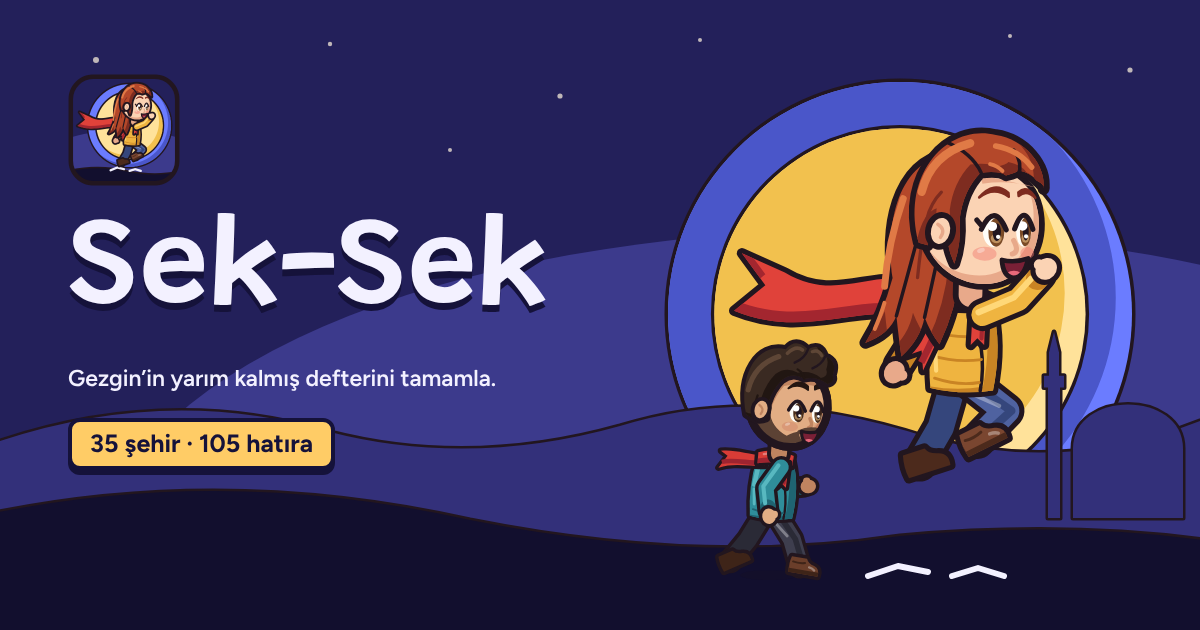 Sek-Sek
Gezgin’in yarım kalmış defterini tamamla.
35 şehir · 105 hatıra